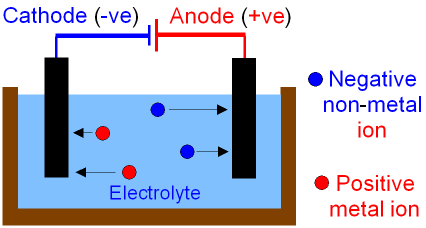 Cathode (-ve) Anode (+ve)
Negative
non-metal
ion
Electrolyte
Positive
metal ion